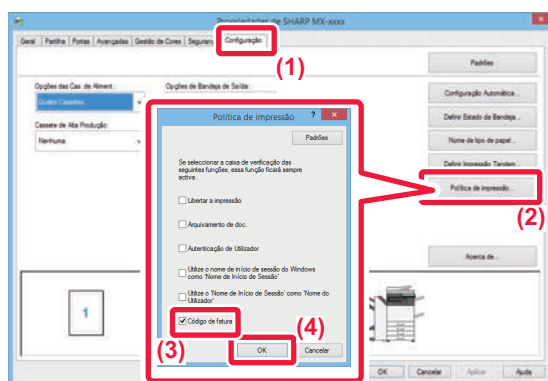 Propriedades de SHARP MX-xxxx
Geral Partilha Portas Avançadas Gestão de Cores Segurança Configuração
(1)
Padrões
Opções das Cas. de Aliment.:
Opções de Bandeja de Saída:
Quatro Cassetes
Configuração Automática...
Definir Estado da Bandeja...
Cassete de Alta Produção:
Nenhuma
Nome de tipo de papel...
Definir Impressão Tandem...
Política de impressão...
(2)
Acerca de...
Política de impressão ? x
Padrões
Se seleccionar a caixa de verificação das
seguintes funções, essa função ficará sempre
activa.
Libertar a impressão
Arquivamento de doc.
Autenticação de Utilizador
Utilize o nome de início de sessão do Windows
como 'Nome de Início de Sessão'
Utilize o 'Nome de Início de Sessão' como 'Nome do
Utilizador'
Código de fatura
(3)
(4)
OK Cancelar
1
OK Cancelar Aplicar Ajuda